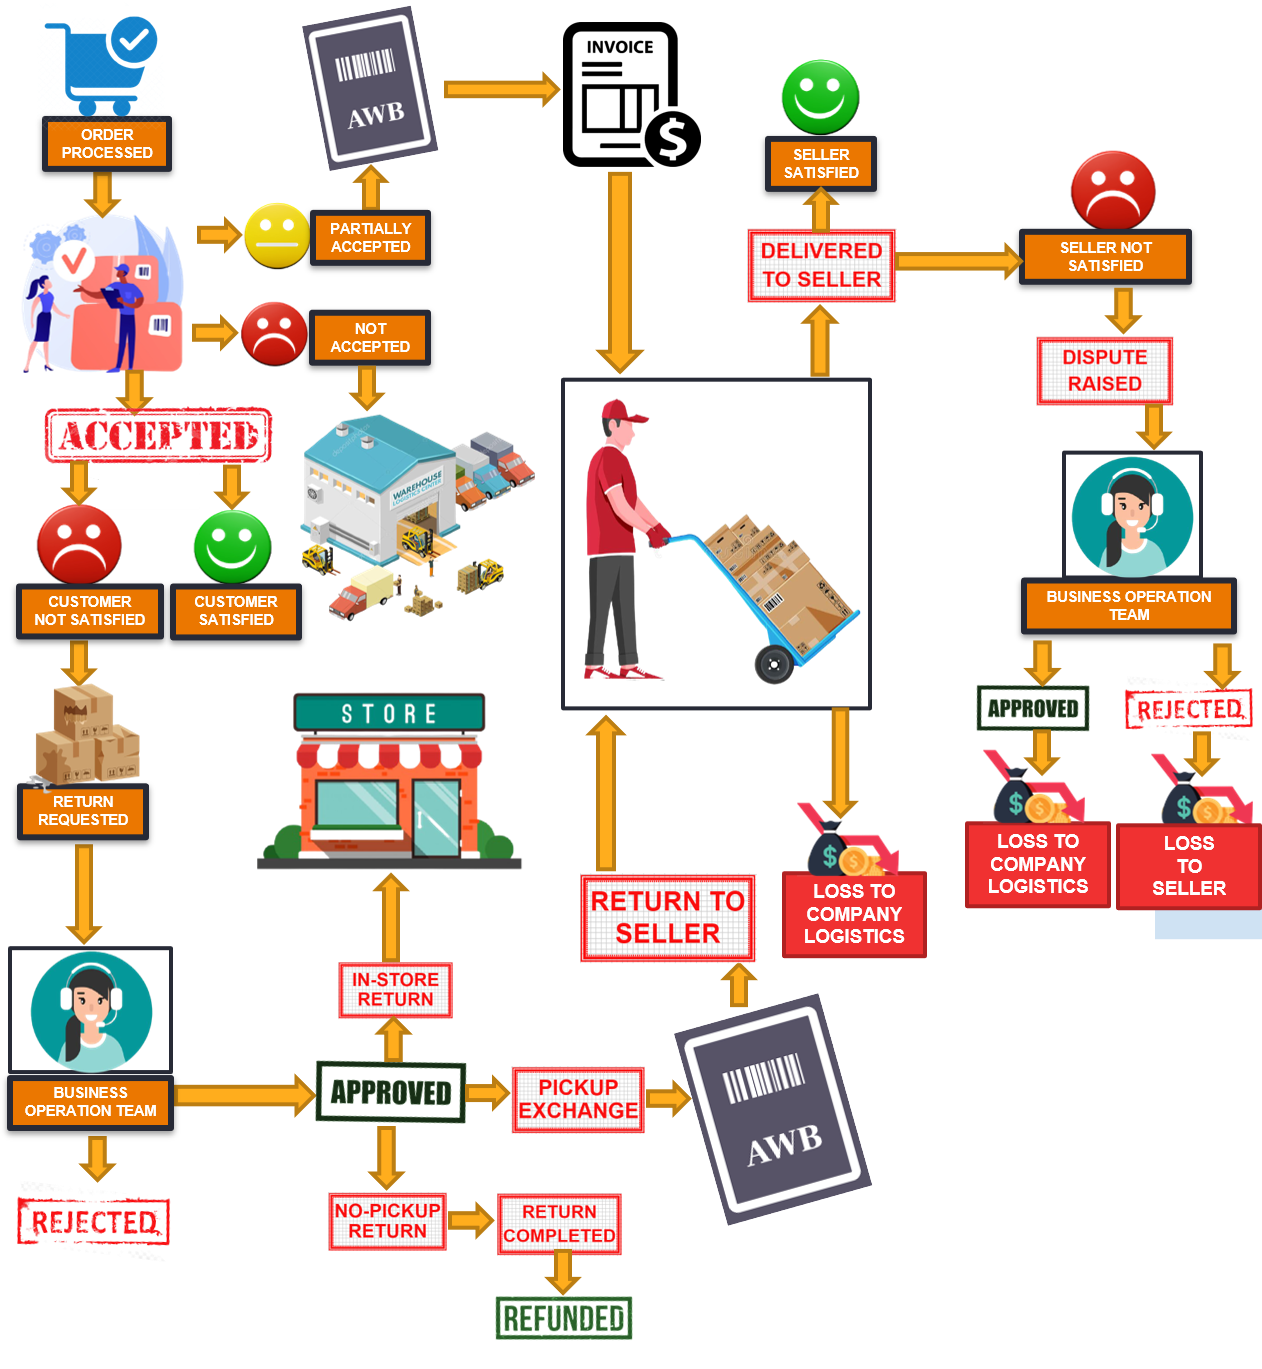 ORDER
PROCESSED
AWB
INVOICE
$
SELLER
SATISFIED
PARTIALLY
ACCEPTED
DELIVERED
TO SELLER
SELLER NOT
SATISFIED
NOT
ACCEPTED
DISPUTE
RAISED
ACCEPTED
WAREHOUSE
LOGISTICS CENTER
CUSTOMER
NOT SATISFIED
CUSTOMER
SATISFIED
BUSINESS OPERATION
TEAM
APPROVED
REJECTED
STORE
RETURN
REQUESTED
$
$
LOSS TO
COMPANY
LOGISTICS
$
$
LOSS
TO
SELLER
$
$
LOSS TO
COMPANY
LOGISTICS
RETURN TO
SELLER
IN-STORE
RETURN
BUSINESS
OPERATION TEAM
APPROVED
PICKUP
EXCHANGE
AWB
REJECTED
NO-PICKUP
RETURN
RETURN
COMPLETED
REFUNDED